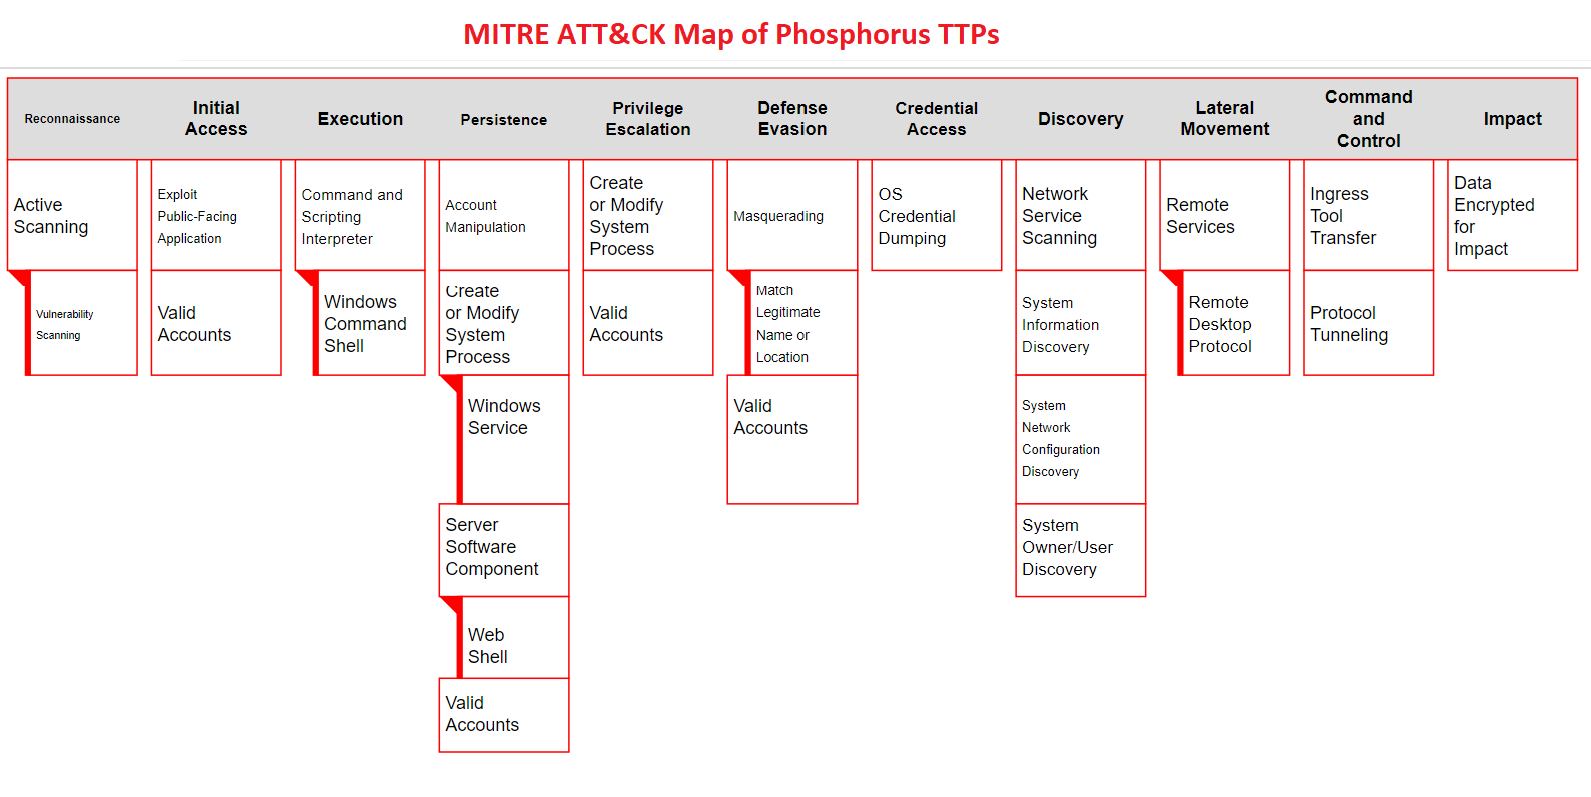 MITRE ATT&CK Map of Phosphorus TTPs
Reconnaissance
Initial
Access
Execution
Persistence
Privilege
Escalation
Defense
Evasion
Credential
Access
Discovery
Lateral
Movement
Command
and
Control
Impact
Active
Scanning
Vulnerability
Scanning
Exploit
Public-Facing
Application
Valid
Accounts
Command and
Scripting
Interpreter
Windows
Command
Shell
Account
Manipulation
Create
or Modify
System
Process
Windows
Service
Server
Software
Component
Web
Shell
Valid
Accounts
Create
or Modify
System
Process
Valid
Accounts
Masquerading
Match
Legitimate
Name or
Location
Valid
Accounts
OS
Credential
Dumping
Network
Service
Scanning
System
Information
Discovery
System
Network
Configuration
Discovery
System
Owner/User
Discovery
Remote
Services
Remote
Desktop
Protocol
Ingress
Tool
Transfer
Protocol
Tunneling
Data
Encrypted
for
Impact